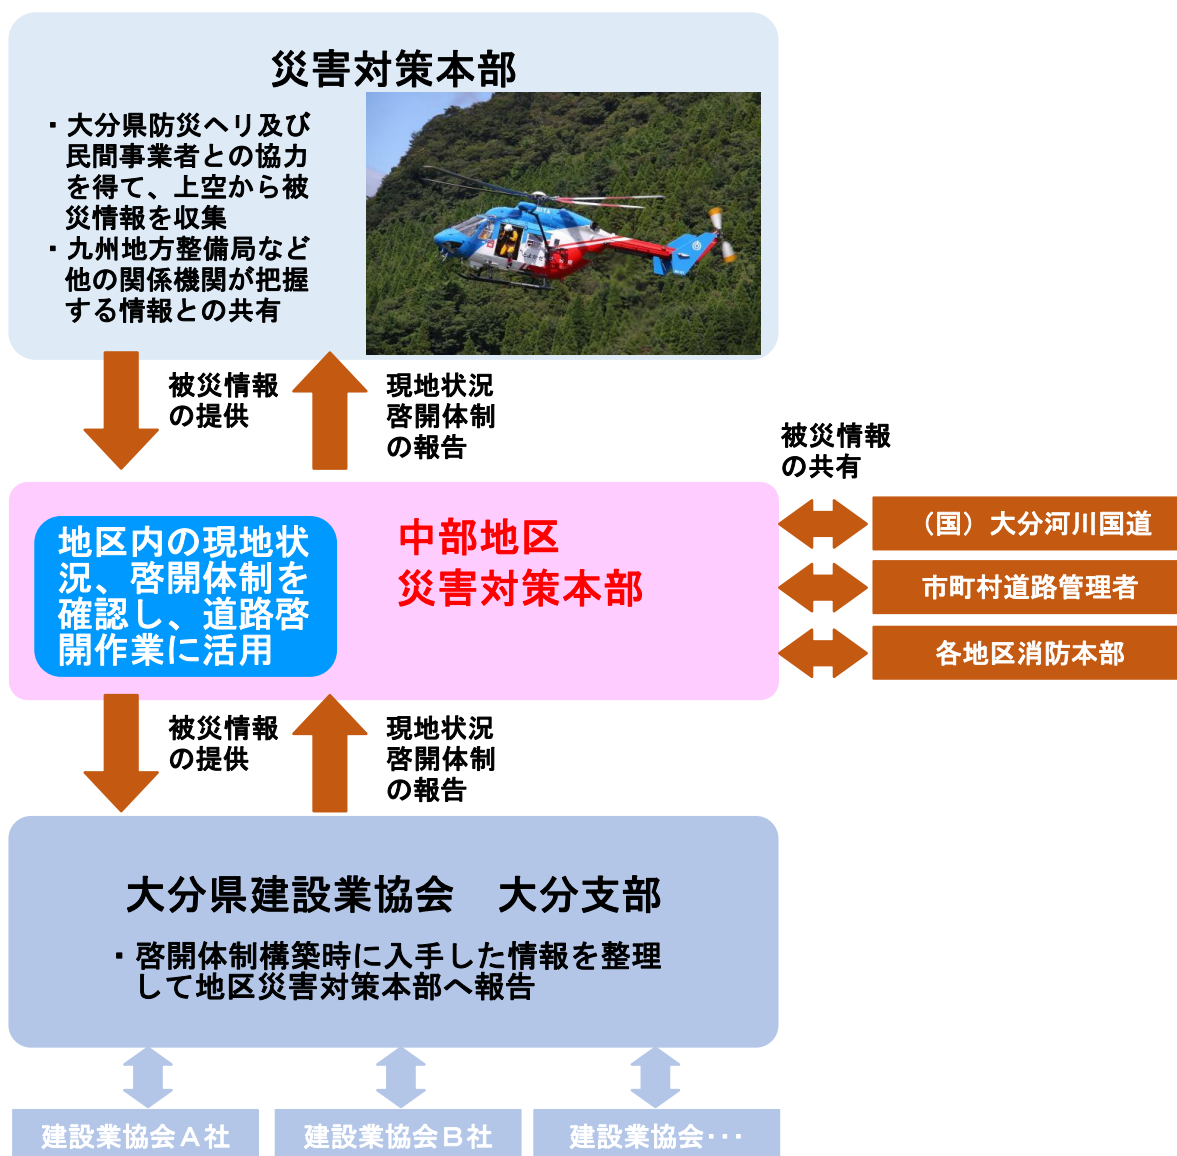 災害対策本部
・大分県防災ヘリ及び
民間事業者との協力
を得て、上空から被
災情報を収集
・九州地方整備局など
他の関係機関が把握
する情報との共有
被災情報
の提供
現地状況
啓開体制
の報告
被災情報
の共有
地区内の現地状
況、啓開体制を
確認し、道路啓
開作業に活用
中部地区
災害対策本部
（国）大分河川国道
市町村道路管理者
各地区消防本部
被災情報
の提供
現地状況
啓開体制
の報告
大分県建設業協会　大分支部
・啓開体制構築時に入手した情報を整理
して地区災害対策本部へ報告
建設業協会Ａ社
建設業協会Ｂ社
建設業協会･･･